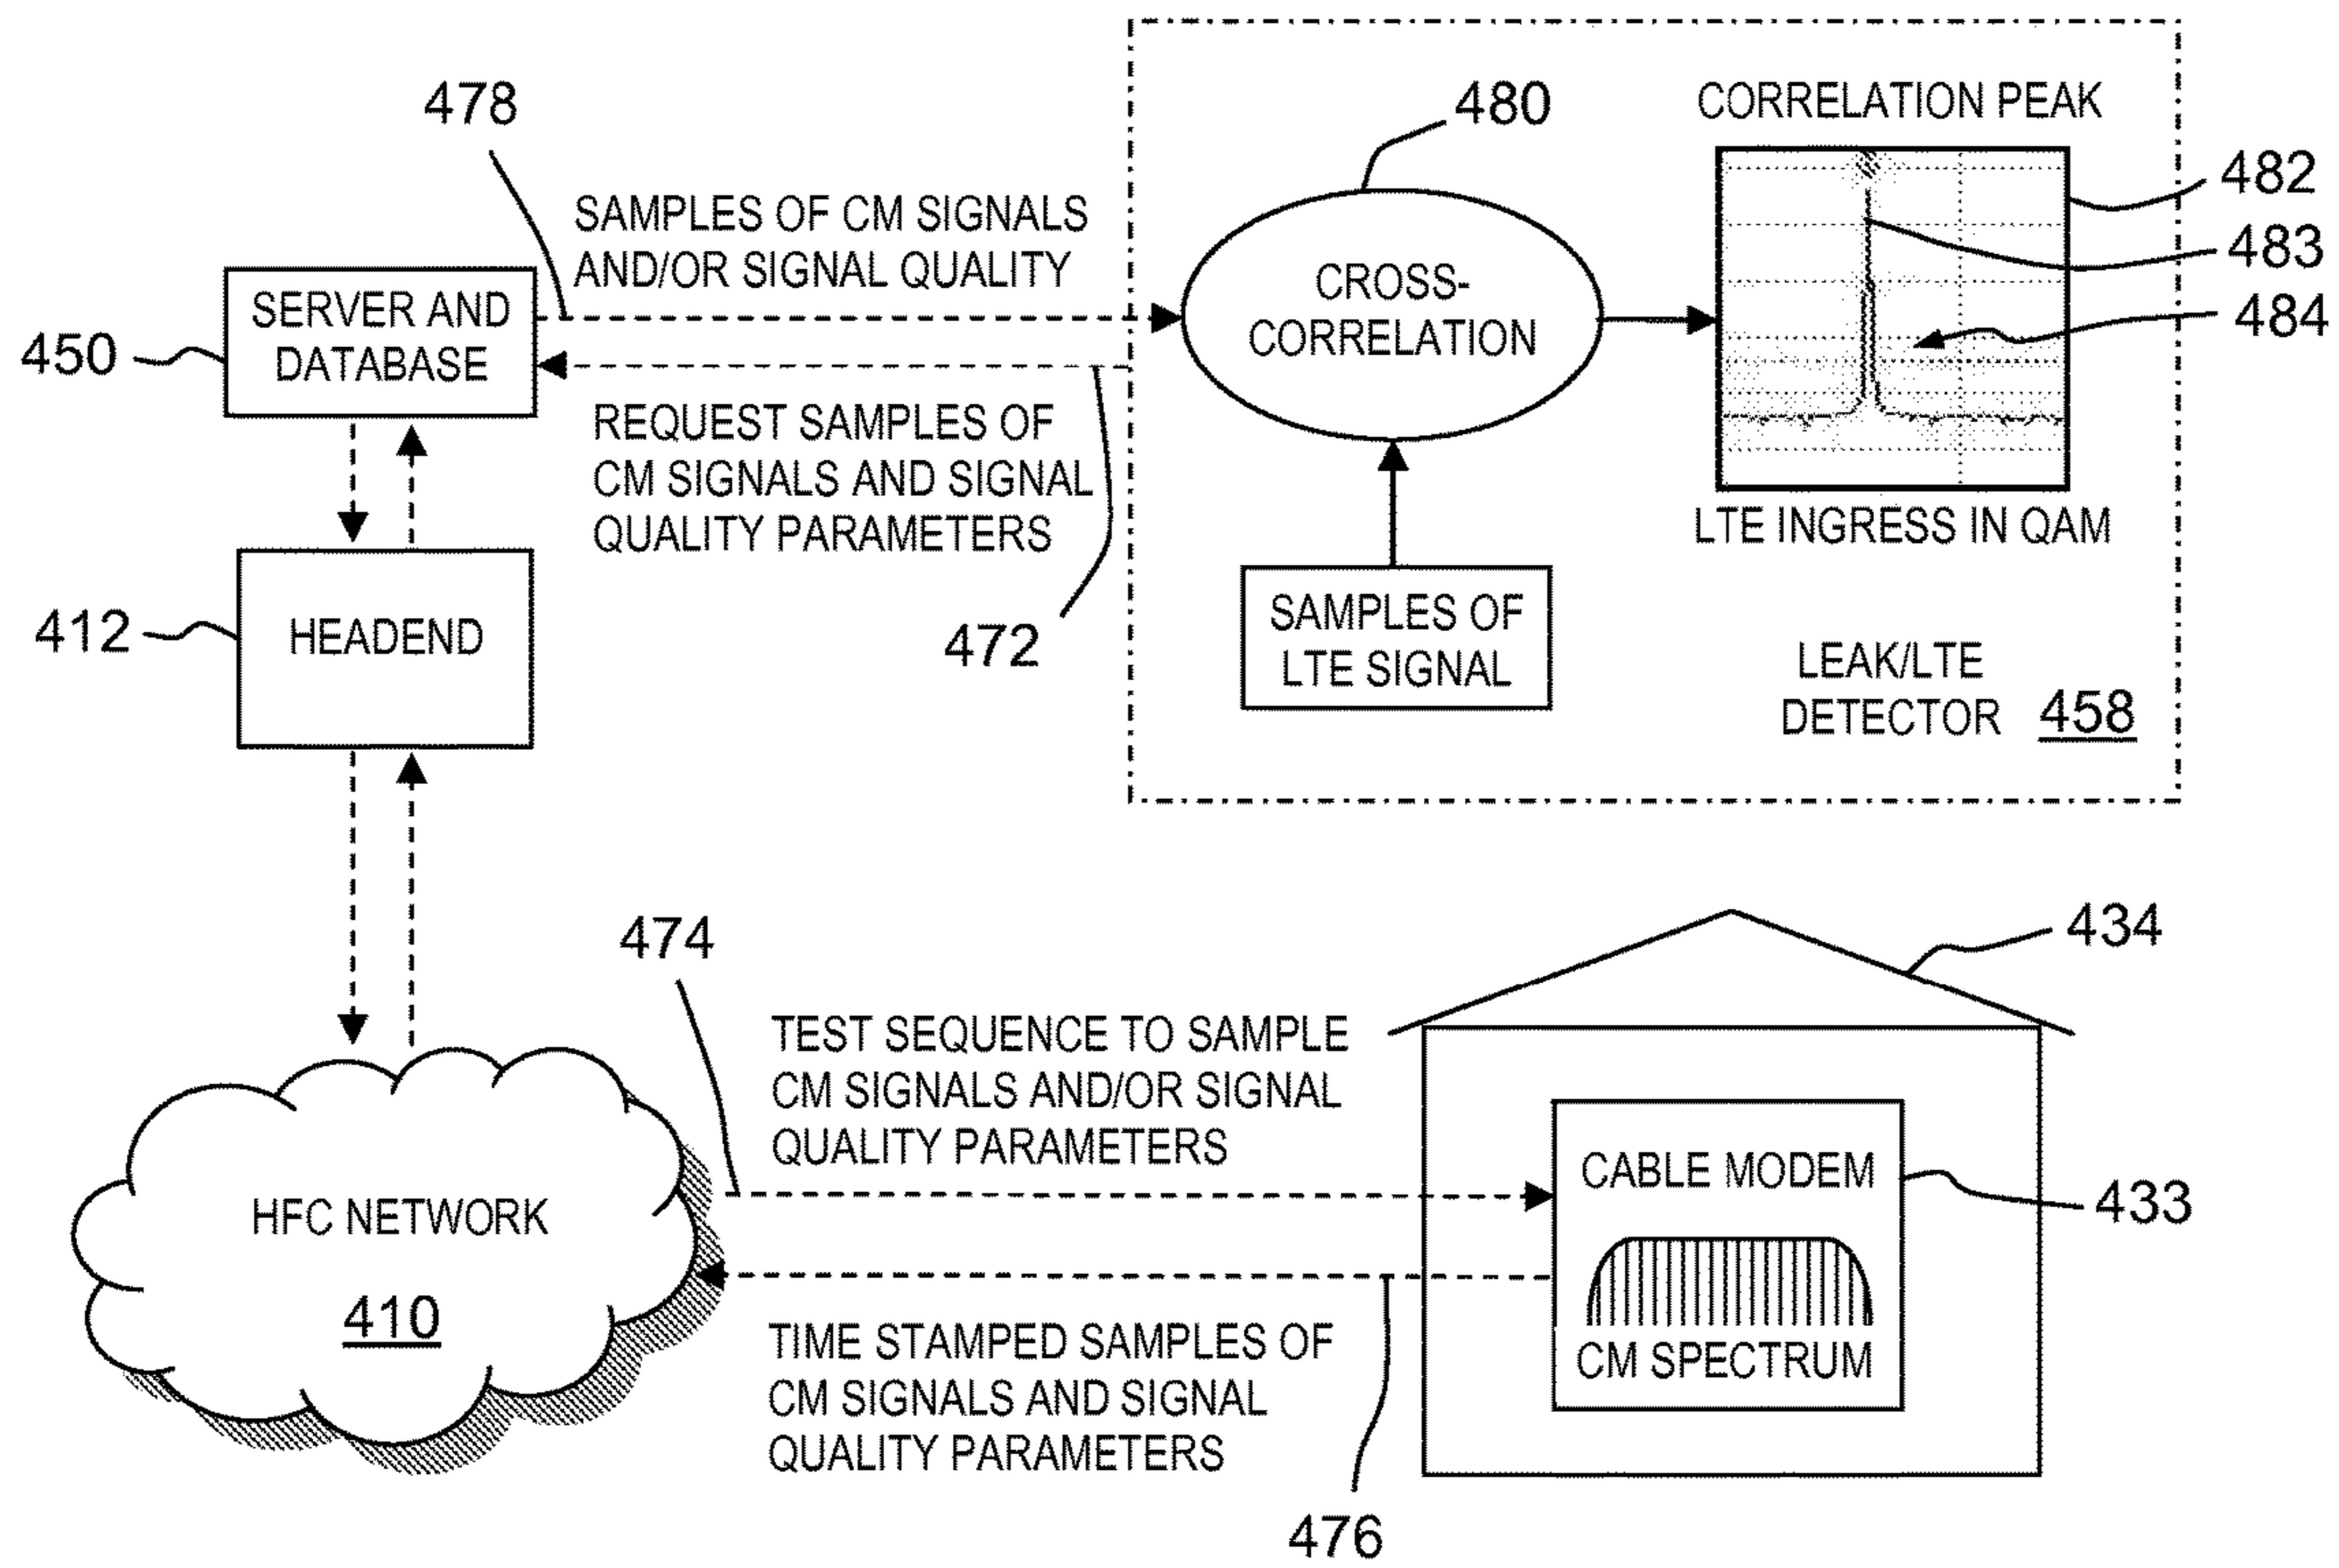 478
SAMPLES OF CM SIGNALS
AND/OR SIGNAL QUALITY
SERVER AND
DATABASE
450
REQUEST SAMPLES OF
CM SIGNALS AND SIGNAL
QUALITY PARAMETERS
472
HEADEND
412
480
CROSS-
CORRELATION
CORRELATION PEAK
482
483
484
LTE INGRESS IN QAM
SAMPLES OF
LTE SIGNAL
LEAK/LTE
DETECTOR 458
474
TEST SEQUENCE TO SAMPLE
CM SIGNALS AND/OR SIGNAL
QUALITY PARAMETERS
HFC NETWORK
410
TIME STAMPED SAMPLES OF
CM SIGNALS AND SIGNAL
QUALITY PARAMETERS
476
434
CABLE MODEM
433
CM SPECTRUM